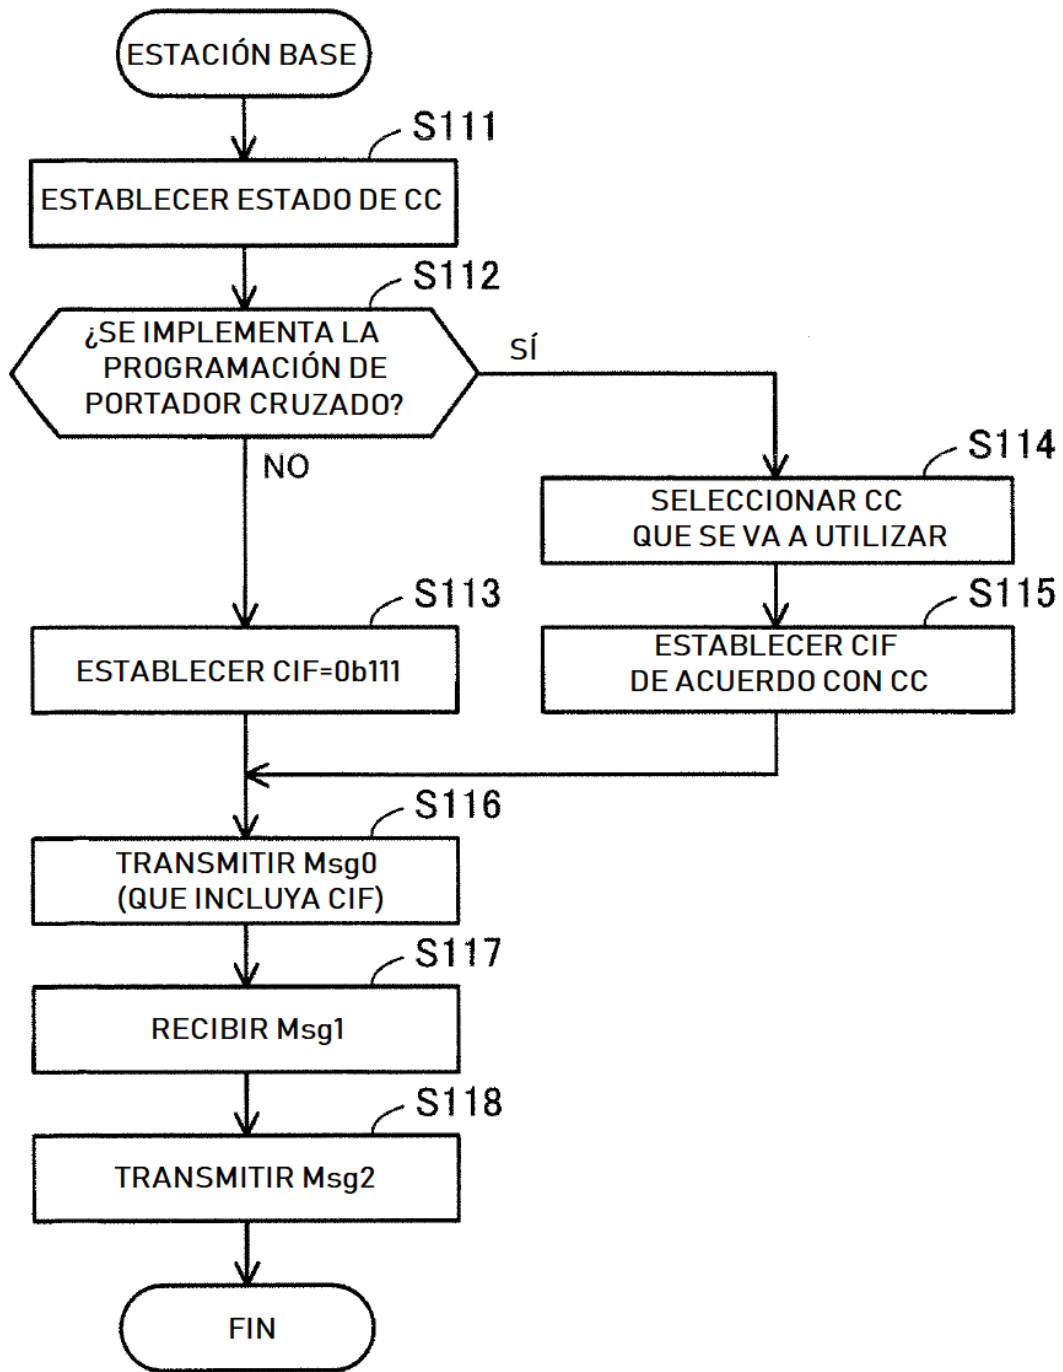 ESTACIÓN BASE
S111
ESTABLECER ESTADO DE CC
S112
¿SE IMPLEMENTA LA
PROGRAMACIÓN DE
PORTADOR CRUZADO?
SÍ
NO
S114
SELECCIONAR CC
QUE SE VA A UTILIZAR
S113
ESTABLECER CIF=0b111
S115
ESTABLECER CIF
DE ACUERDO CON CC
S116
TRANSMITIR Msg0
(QUE INCLUYA CIF)
S117
RECIBIR Msg1
S118
TRANSMITIR Msg2
FIN